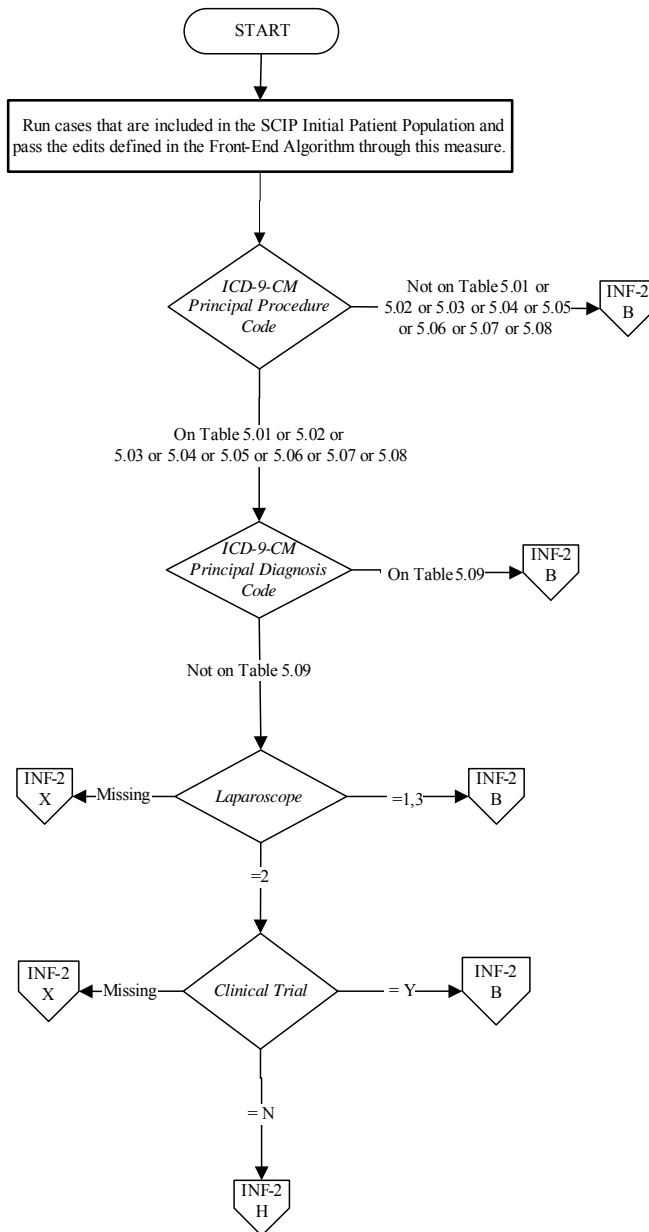 START
Run cases that are included in the SCIP Initial Patient Population and
pass the edits defined in the Front-End Algorithm through this measure.
ICD-9-CM
Principal Procedure
Code
Not on Table 5.01 or
5.02 or 5.03 or 5.04 or 5.05
or 5.06 or 5.07 or 5.08
INF-2
B
On Table 5.01 or 5.02 or
5.03 or 5.04 or 5.05 or 5.06 or 5.07 or 5.08
ICD-9-CM
Principal Diagnosis
Code
On Table 5.09
INF-2
B
Not on Table 5.09
INF-2
X
Missing
Laparoscope
=1,3
INF-2
B
=2
INF-2
X
Missing
Clinical Trial
= Y
INF-2
B
= N
INF-2
H